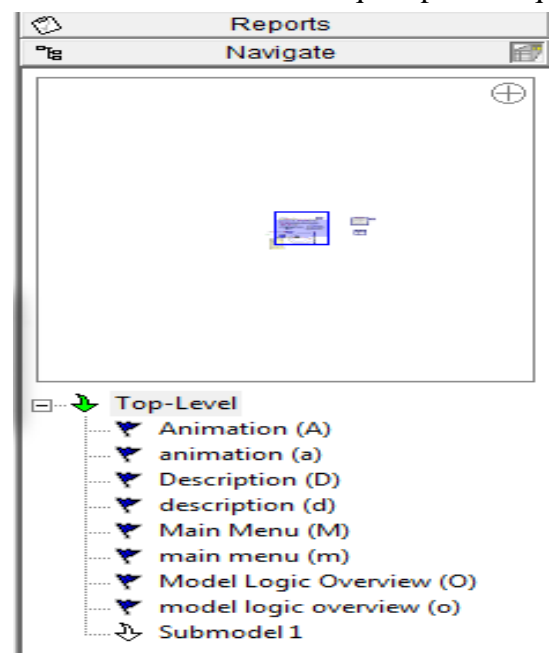 Reports
Navigate
Top-Level
Animation (A)
animation (a)
Description (D)
description (d)
Main Menu (M)
main menu (m)
Model Logic Overview (O)
model logic overview (o)
Submodel 1